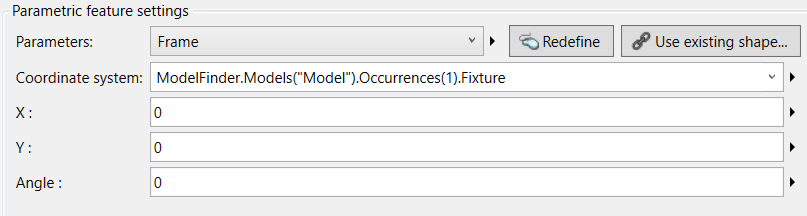 Parametric feature settings
Parameters: Frame Redefine Use existing shape...
Coordinate system: ModelFinder.Models("Model").Occurrences(1).Fixture
X : 0
Y : 0
Angle : 0